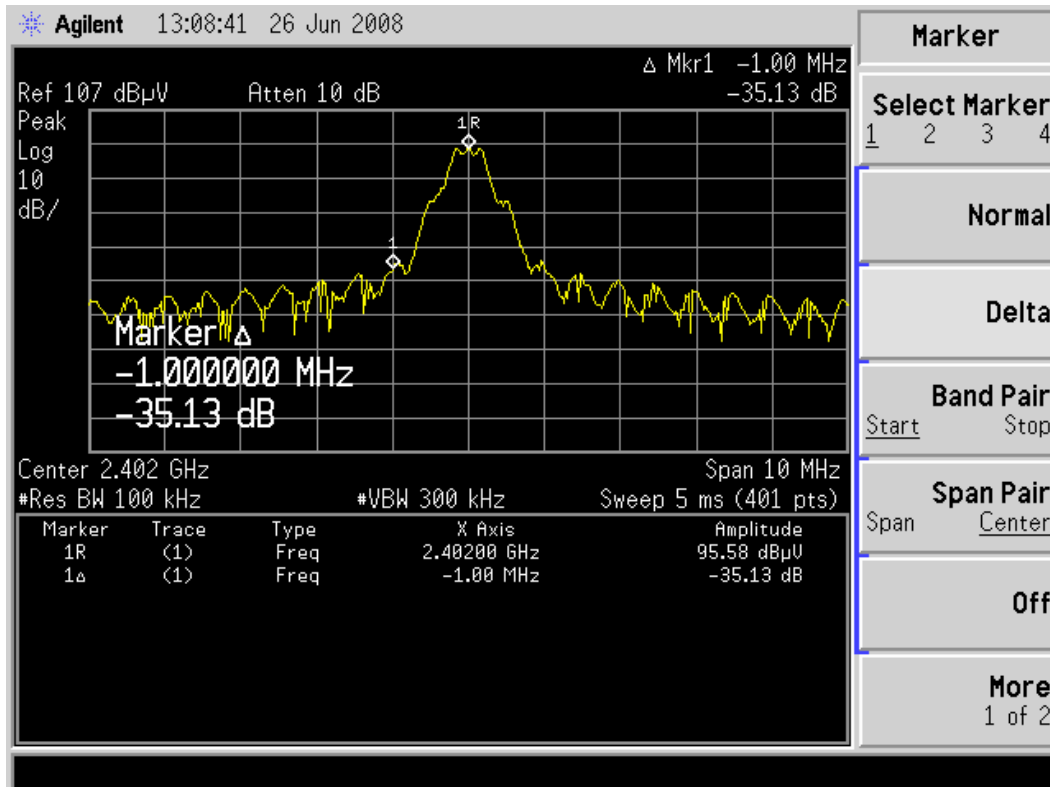 Agilent 13:08:41 26 Jun 2008
Δ Mkr1 -1.00 MHz
Ref 107 dBµV Atten 10 dB -35.13 dB
Peak
Log
10
dB/
1R
1
Marker Δ
-1.000000 MHz
-35.13 dB
Center 2.402 GHz Span 10 MHz
#Res BW 100 kHz #VBW 300 kHz Sweep 5 ms (401 pts)
Marker Trace Type X Axis Amplitude
1R (1) Freq 2.40200 GHz 95.58 dBµV
1Δ (1) Freq -1.00 MHz -35.13 dB
Marker
Select Marker
1 2 3 4
Normal
Delta
Band Pair
Start Stop
Span Pair
Span Center
Off
More
1 of 2